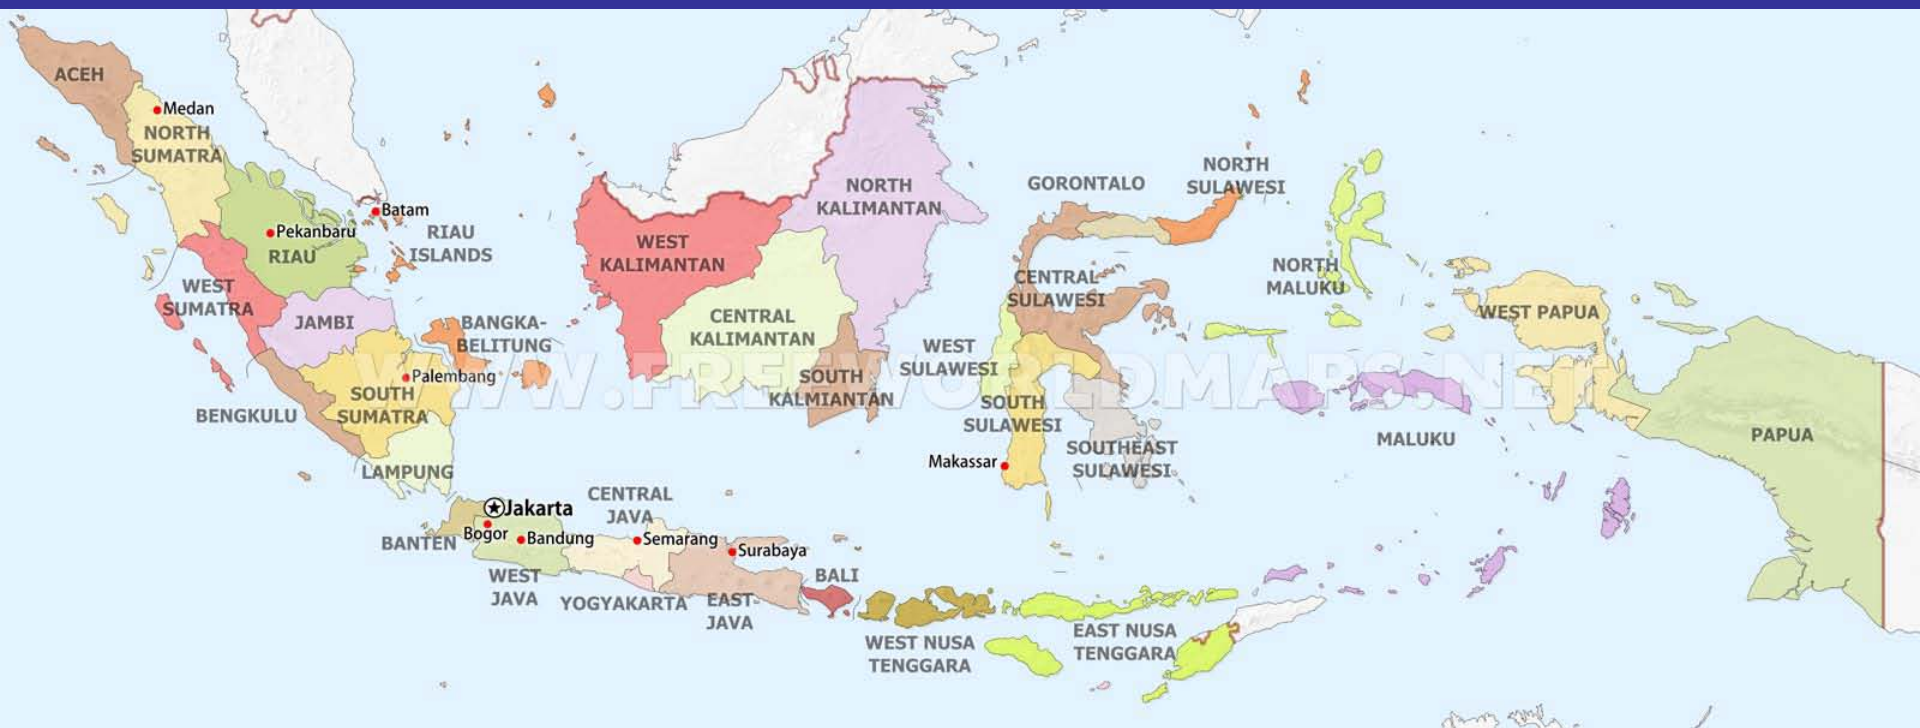 ACEH
Medan
NORTH
SUMATRA
Batam
Pekanbaru
RIAU
RIAU
ISLANDS
WEST
SUMATRA
JAMBI
BANGKA-
BELITUNG
Palembang
SOUTH
SUMATRA
BENGKULU
LAMPUNG
WEST
KALIMANTAN
NORTH
KALIMANTAN
CENTRAL
KALIMANTAN
SOUTH
KALMIANTAN
GORONTALO
NORTH
SULAWESI
CENTRAL
SULAWESI
WEST
SULAWESI
SOUTH
SULAWESI
SOUTHEAST
SULAWESI
Makassar
NORTH
MALUKU
MALUKU
WEST PAPUA
PAPUA
WWW.FREEWORLDMAPS.NET
Jakarta
BANTEN
Bogor
Bandung
WEST
JAVA
CENTRAL
JAVA
Semarang
YOGYAKARTA
Surabaya
EAST-
JAVA
BALI
WEST NUSA
TENGGARA
EAST NUSA
TENGGARA